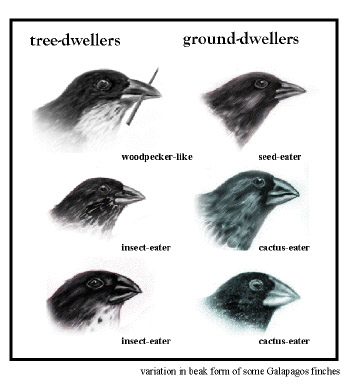 tree-dwellers ground-dwellers
woodpecker-like seed-eater
insect-eater cactus-eater
insect-eater cactus-eater
variation in beak form of some Galapagos finches